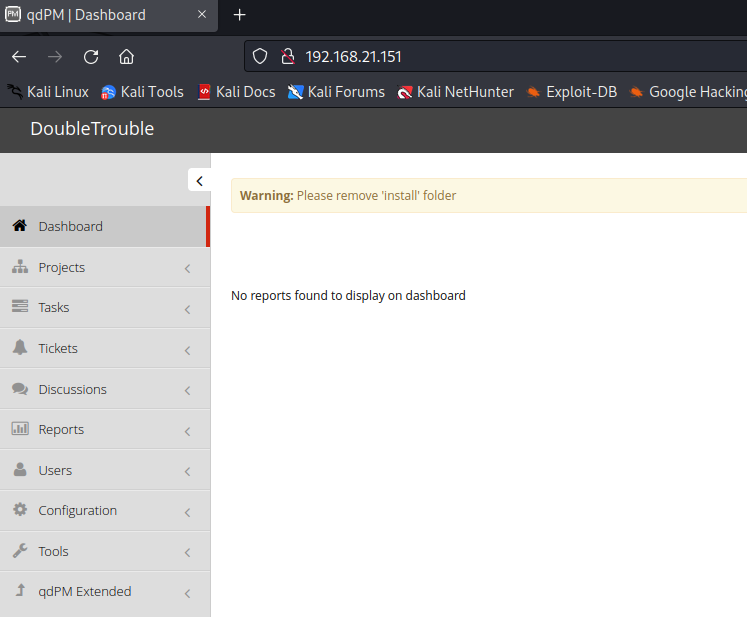 PM qdPM | Dashboard
192.168.21.151
Kali Linux Kali Tools Kali Docs Kali Forums Kali NetHunter Exploit-DB Google Hacking
DoubleTrouble
Warning: Please remove 'install' folder
Dashboard
Projects
No reports found to display on dashboard
Tasks
Tickets
Discussions
Reports
Users
Configuration
Tools
qdPM Extended